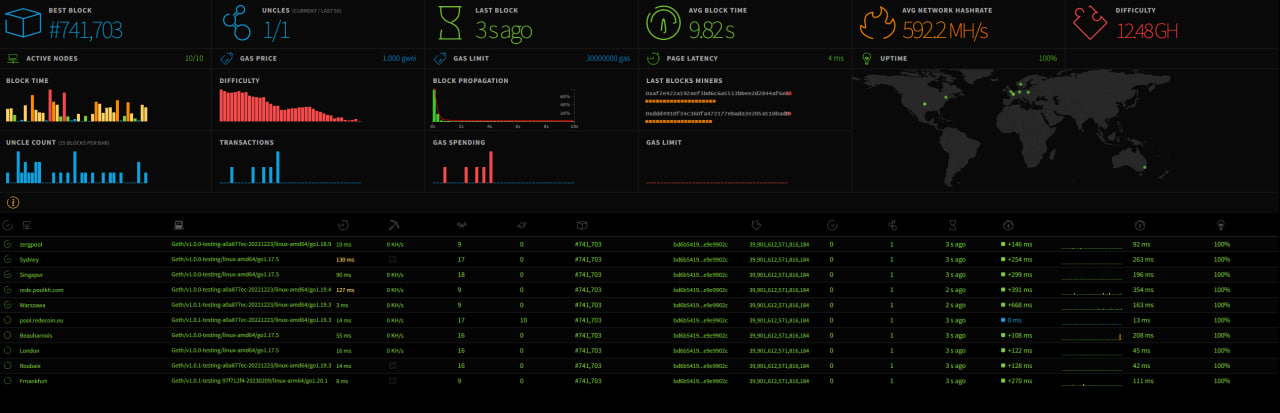 BEST BLOCK
#741,703
UNCLES (CURRENT / LAST 50)
1/1
LAST BLOCK
3 s ago
AVG BLOCK TIME
9.82 s
AVG NETWORK HASHRATE
592.2 MH/s
DIFFICULTY
12.48 GH
ACTIVE NODES 10/10
GAS PRICE 1,000 gwei
GAS LIMIT 30000000 gas
PAGE LATENCY 4 ms
UPTIME 100%
BLOCK TIME
DIFFICULTY
BLOCK PROPAGATION
80%
60%
40%
20%
0s 2s 4s 6s 8s 10s
LAST BLOCKS MINERS
UNCLE COUNT (25 BLOCKS PER BAR)
TRANSACTIONS
GAS SPENDING
GAS LIMIT
zergpool Geth/v1.0.0-testing-a0a877ec-20221223/linux-amd64/go1.18.9 10 ms 0 KH/s 9 0 #741,703 bd6b5419...e9e9902c 39,901,612,571,816,184 0 1 3 s ago +146 ms 92 ms 100%
Sydney Geth/v1.0.0-testing/linux-amd64/go1.17.5 130 ms 17 0 #741,703 bd6b5419...e9e9902c 39,901,612,571,816,184 0 1 3 s ago +254 ms 263 ms 100%
Singapur Geth/v1.0.0-testing/linux-amd64/go1.17.5 90 ms 0 KH/s 18 0 #741,703 bd6b5419...e9e9902c 39,901,612,571,816,184 0 1 3 s ago +299 ms 196 ms 100%
rede.poolkh.com Geth/v1.0.0-testing-a0a877ec-20221223/linux-amd64/go1.19.4 127 ms 0 KH/s 9 0 #741,703 bd6b5419...e9e9902c 39,901,612,571,816,184 0 1 2 s ago +391 ms 354 ms 100%
Warszawa Geth/v1.0.1-testing-a0a877ec-20221223/linux-amd64/go1.19.3 3 ms 0 KH/s 9 0 #741,703 bd6b5419...e9e9902c 39,901,612,571,816,184 0 1 2 s ago +668 ms 163 ms 100%
pool.redecoin.eu Geth/v1.0.1-testing-a0a877ec-20221223/linux-amd64/go1.19.3 14 ms 0 KH/s 17 10 #741,703 bd6b5419...e9e9902c 39,901,612,571,816,184 0 1 3 s ago 0 ms 13 ms 100%
Beauharnois Geth/v1.0.0-testing/linux-amd64/go1.17.5 55 ms 0 KH/s 16 0 #741,703 bd6b5419...e9e9902c 39,901,612,571,816,184 0 1 3 s ago +108 ms 208 ms 100%
London Geth/v1.0.0-testing/linux-amd64/go1.17.5 16 ms 0 KH/s 16 0 #741,703 bd6b5419...e9e9902c 39,901,612,571,816,184 0 1 3 s ago +122 ms 45 ms 100%
Roubaix Geth/v1.0.1-testing-a0a877ec-20221223/linux-amd64/go1.19.3 14 ms 16 0 #741,703 bd6b5419...e9e9902c 39,901,612,571,816,184 0 1 3 s ago +128 ms 42 ms 100%
Frnankfurt 8 ms 9 0 #741,703 bd6b5419...e9e9902c 39,901,612,571,816,184 0 1 3 s ago +270 ms 111 ms 100%